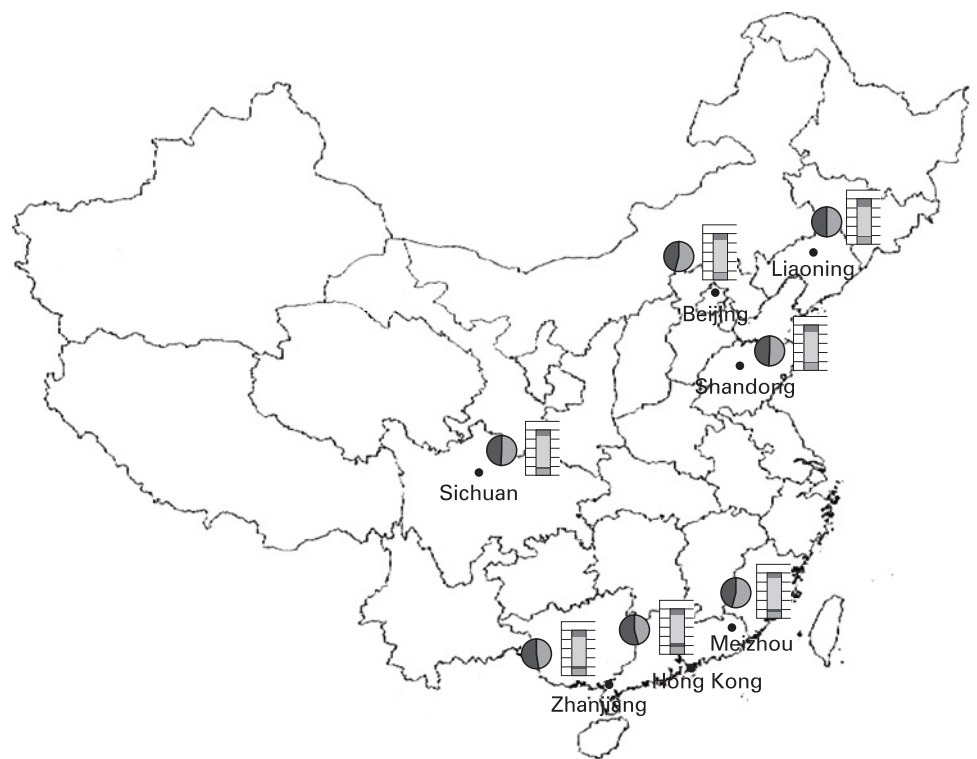 Liaoning
Beijing
Shandong
Sichuan
Meizhou
Hong Kong
Zhanjiang